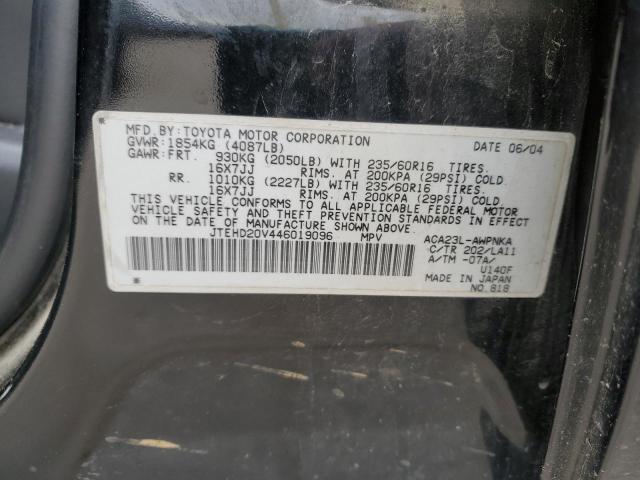 MFD. BY: TOYOTA MOTOR CORPORATION DATE 06/04
GVWR: 1854KG (4087LB)
GAWR: FRT. 930KG (2050LB) WITH 235/60R16 TIRES.
16X7JJ RIMS. AT 200KPA (29PSI) COLD.
RR. 1010KG (2227LB) WITH 235/60R16 TIRES.
16X7JJ RIMS. AT 200KPA (29PSI) COLD
THIS VEHICLE CONFORMS TO ALL APPLICABLE FEDERAL MOTOR
VEHICLE SAFETY AND THEFT PREVENTION STANDARDS IN EFFECT
ON THE DATE OF MANUFACTURE SHOWN ABOVE.
JTEHD20V446019096 MPV ACA23L-AWPNKA
C/TR 202/LA11
A/TM -07A/
U140F
MADE IN JAPAN
NO.818